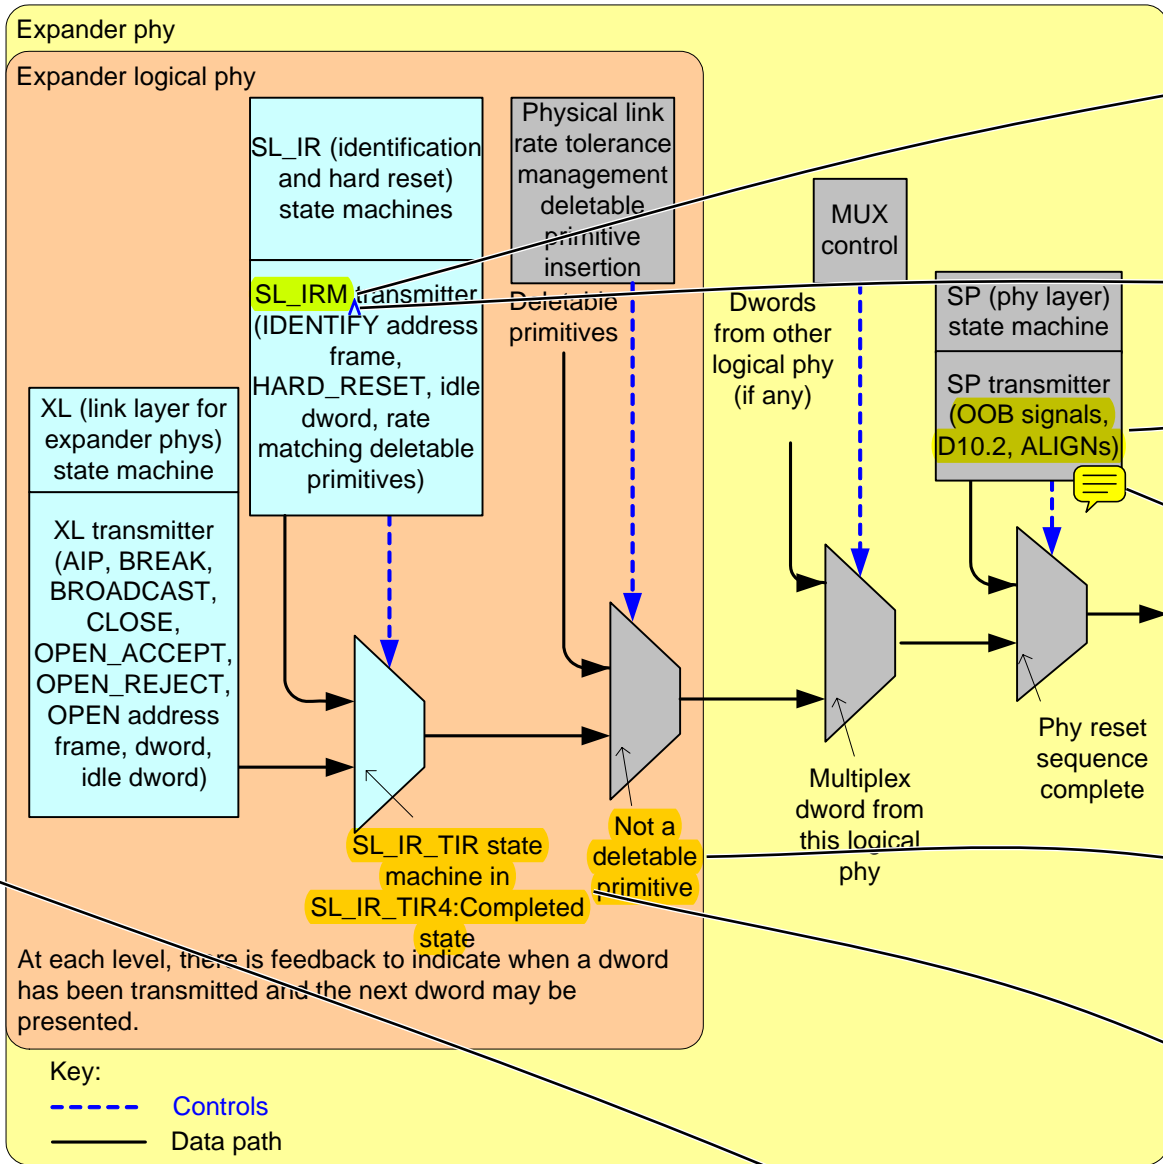 Expander phy
Expander logical phy
SL_IR (identification
and hard reset)
state machines
SL_IRM transmitter
(IDENTIFY address
frame,
HARD_RESET, idle
dword, rate
matching deletable
primitives)
Physical link
rate tolerance
management
deletable
primitive
insertion
Deletable
primitives
MUX
control
Dwords
from other
logical phy
(if any)
SP (phy layer)
state machine
SP transmitter
(OOB signals,
D10.2, ALIGNs)
XL (link layer for
expander phys)
state machine
XL transmitter
(AIP, BREAK,
BROADCAST,
CLOSE,
OPEN_ACCEPT,
OPEN_REJECT,
OPEN address
frame, dword,
idle dword)
SL_IR_TIR state
machine in
SL_IR_TIR4:Completed
state
Not a
deletable
primitive
Multiplex
dword from
this logical
phy
Phy reset
sequence
complete
At each level, there is feedback to indicate when a dword
has been transmitted and the next dword may be
presented.
Key:
Controls
Data path